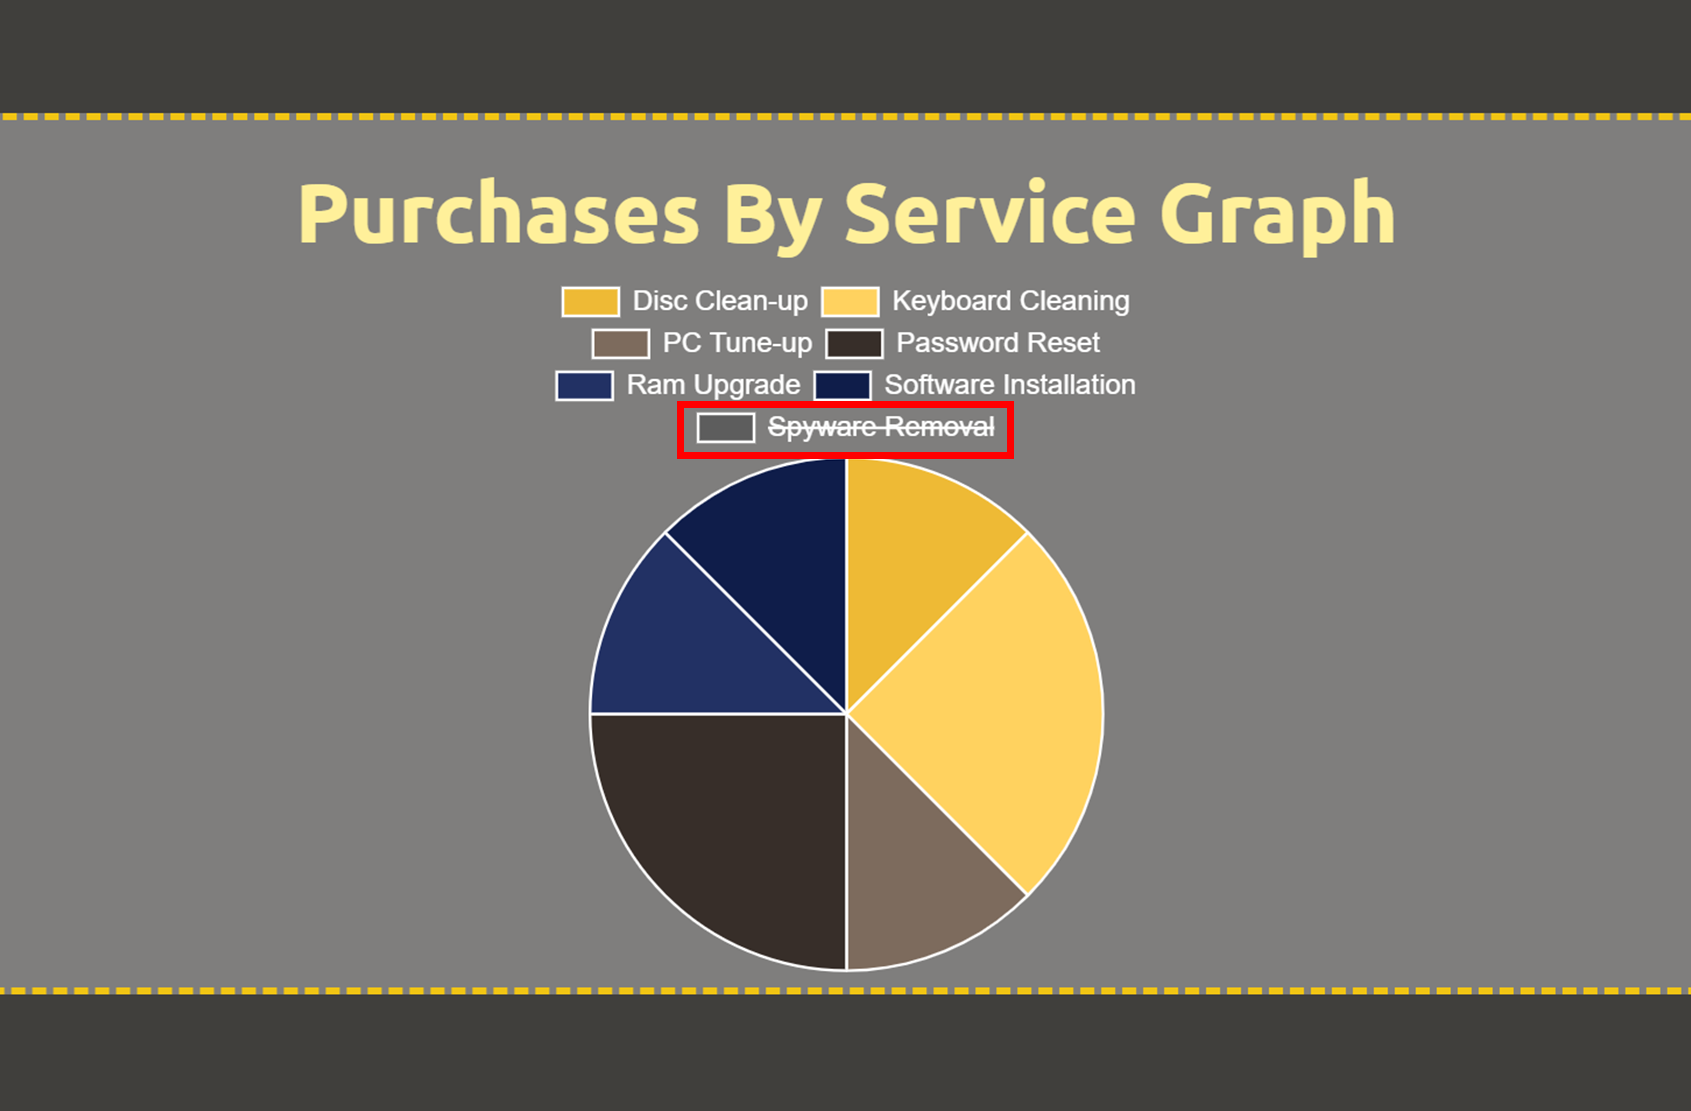 Purchases By Service Graph
Disc Clean-up Keyboard Cleaning
PC Tune-up Password Reset
Ram Upgrade Software Installation
Spyware Removal